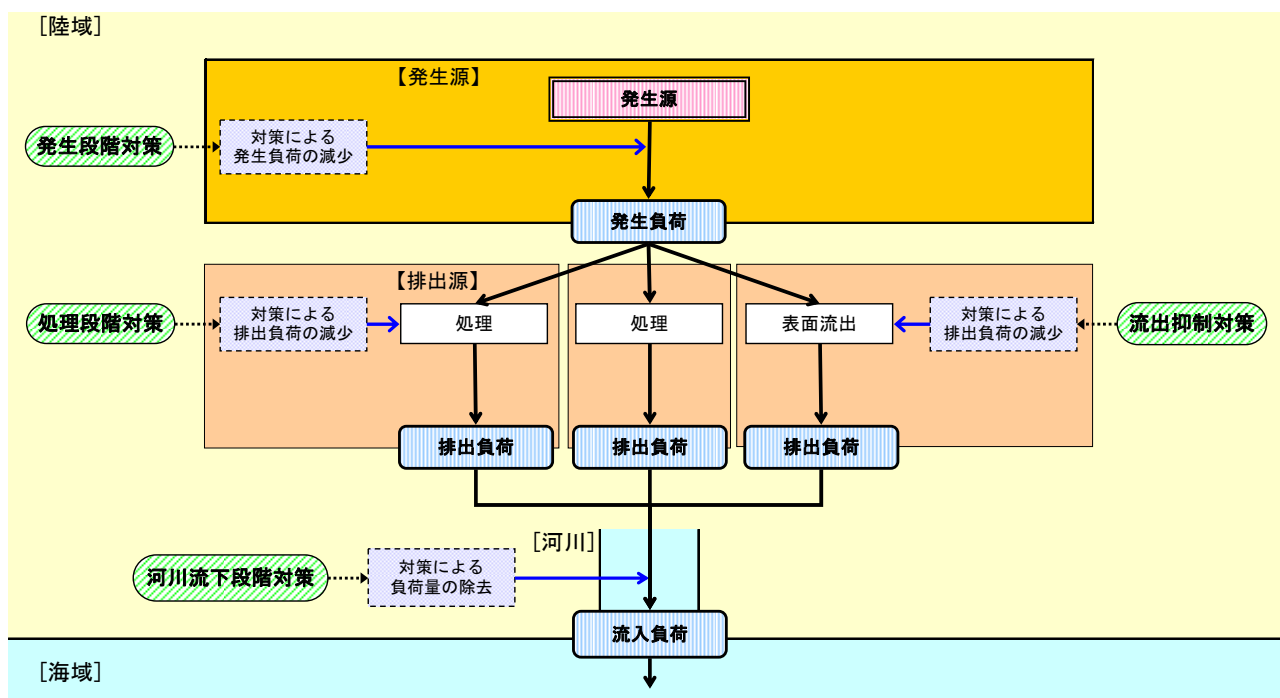 [陸域]
【発生源】
発生源
発生段階対策
対策による
発生負荷の減少
発生負荷
【排出源】
処理段階対策
対策による
排出負荷の減少
処理
処理
表面流出
対策による
排出負荷の減少
流出抑制対策
排出負荷
排出負荷
排出負荷
[河川]
河川流下段階対策
対策による
負荷量の除去
流入負荷
[海域]